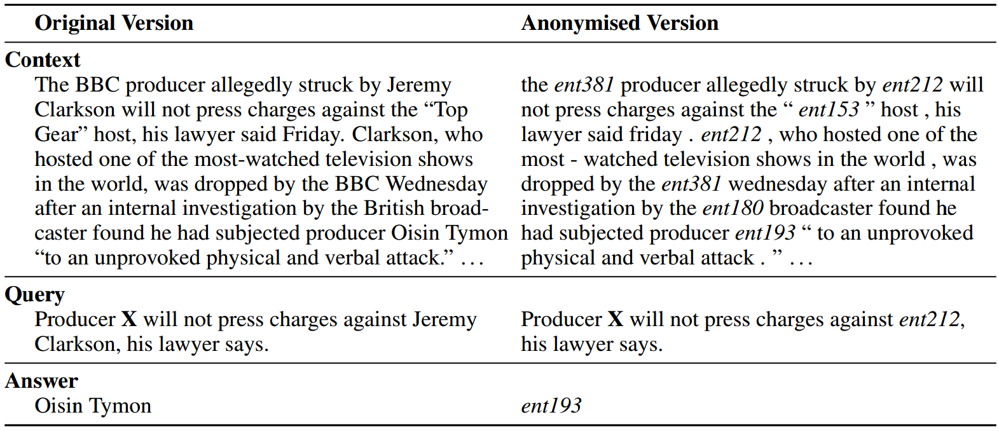 Original Version
Anonymised Version
Context
The BBC producer allegedly struck by Jeremy
Clarkson will not press charges against the “Top
Gear” host, his lawyer said Friday. Clarkson, who
hosted one of the most-watched television shows
in the world, was dropped by the BBC Wednesday
after an internal investigation by the British broad-
caster found he had subjected producer Oisin Tymon
“to an unprovoked physical and verbal attack.” …
the ent381 producer allegedly struck by ent212 will
not press charges against the “ ent153 ” host , his
lawyer said friday . ent212 , who hosted one of the
most - watched television shows in the world , was
dropped by the ent381 wednesday after an internal
investigation by the ent180 broadcaster found he
had subjected producer ent193 “ to an unprovoked
physical and verbal attack . ” …
Query
Producer X will not press charges against Jeremy
Clarkson, his lawyer says.
Producer X will not press charges against ent212,
his lawyer says.
Answer
Oisin Tymon
ent193